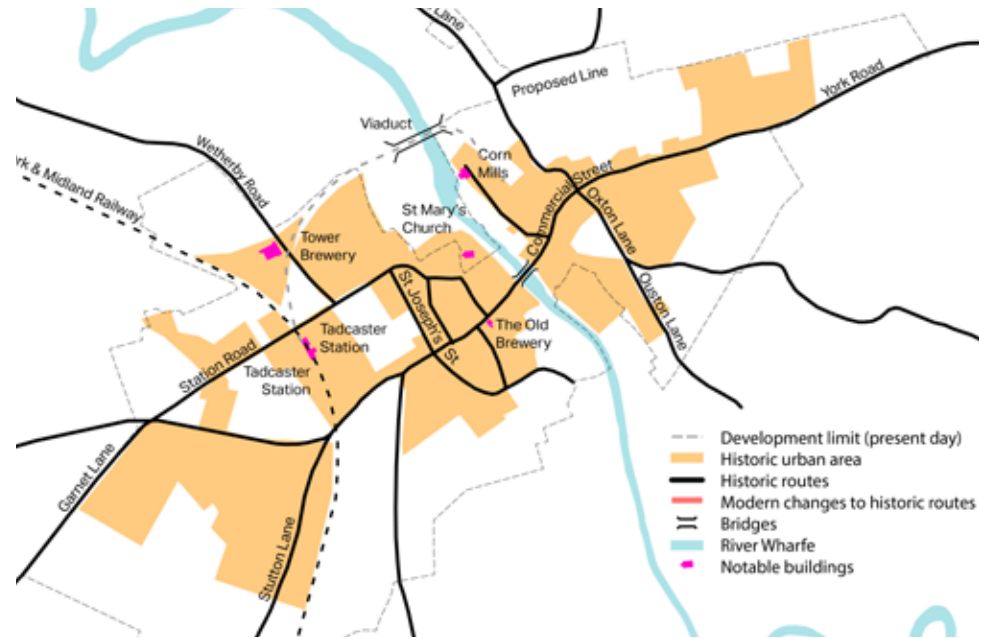 Lane
Proposed Line
York Road
Viaduct
Wetherby Road
Corn
Mills
Commercial Street
rk & Midland Railway
St Mary's
Church
Oxton Lane
Tower
Brewery
Ouston Lane
St Joseph's
St
The Old
Brewery
Tadcaster
Station
Station Road
Tadcaster
Station
Garnet Lane
Stutton Lane
Development limit (present day)
Historic urban area
Historic routes
Modern changes to historic routes
Bridges
River Wharfe
Notable buildings